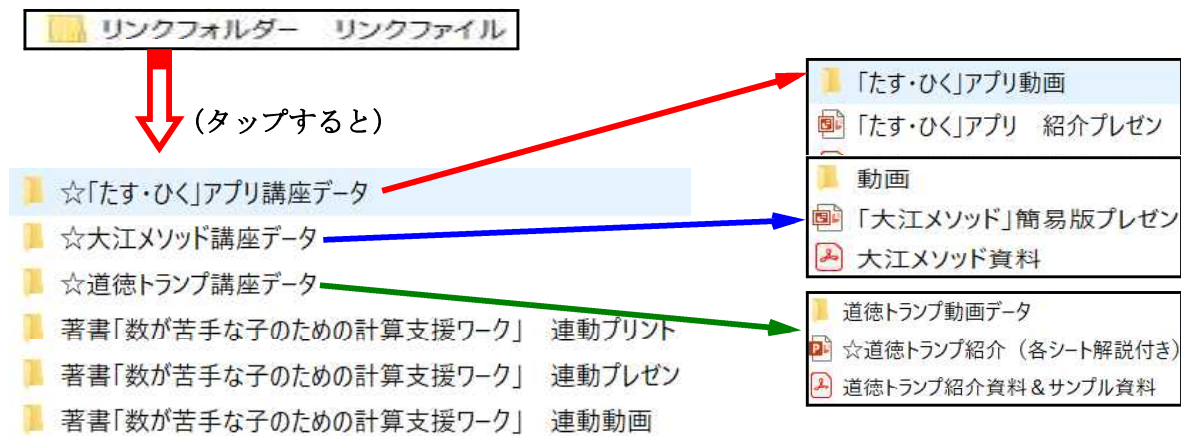 リンクフォルダー　リンクファイル
(タップすると)
☆「たす・ひく」アプリ講座データ
☆大江メソッド講座データ
☆道徳トランプ講座データ
著書「数が苦手な子のための計算支援ワーク」　連動プリント
著書「数が苦手な子のための計算支援ワーク」　連動プレゼン
著書「数が苦手な子のための計算支援ワーク」　連動動画
「たす・ひく」アプリ動画
「たす・ひく」アプリ　紹介プレゼン
動画
「大江メソッド」簡易版プレゼン
大江メソッド資料
道徳トランプ動画データ
☆道徳トランプ紹介（各シート解説付き）
道徳トランプ紹介資料＆サンプル資料